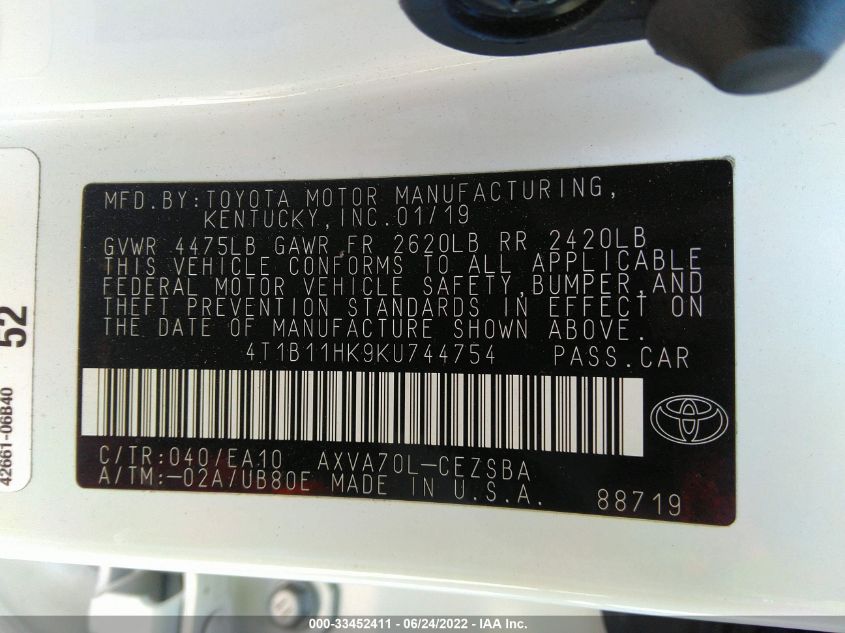 MFD.BY:TOYOTA MOTOR MANUFACTURING,
KENTUCKY,INC.01/19
GVWR 4475LB GAWR FR 2620LB RR 2420LB
THIS VEHICLE CONFORMS TO ALL APPLICABLE
FEDERAL MOTOR VEHICLE SAFETY,BUMPER,AND
THEFT PREVENTION STANDARDS IN EFFECT ON
THE DATE OF MANUFACTURE SHOWN ABOVE.
4T1B11HK9KU744754 PASS.CAR
C/TR:040/EA10 AXVA70L-CEZSBA
A/TM:-02A/UB80E MADE IN U.S.A.
88719
52
42661-06B40
000-33452411 - 06/24/2022 - IAA Inc.